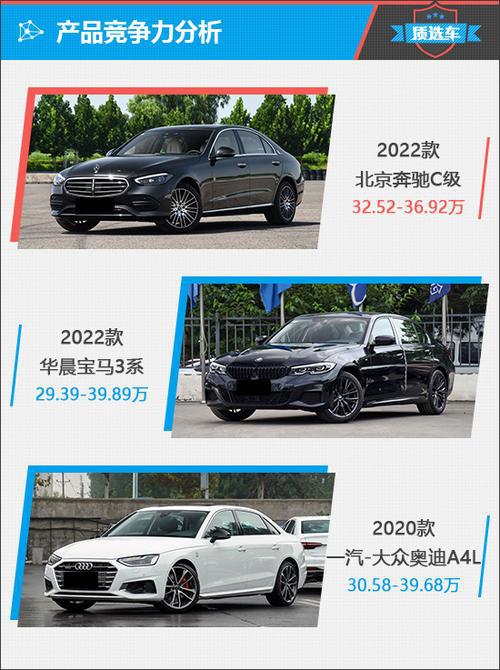 产品竞争力分析
质选车
2022款
北京奔驰C级
32.52-36.92万
2022款
华晨宝马3系
29.39-39.89万
2020款
一汽-大众奥迪A4L
30.58-39.68万